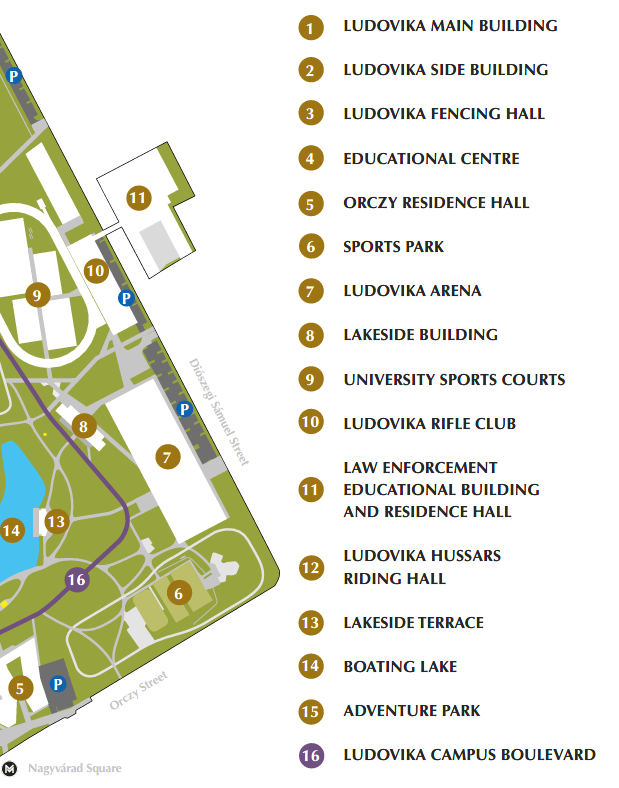 1 LUDOVIKA MAIN BUILDING
2 LUDOVIKA SIDE BUILDING
3 LUDOVIKA FENCING HALL
4 EDUCATIONAL CENTRE
5 ORCZY RESIDENCE HALL
6 SPORTS PARK
7 LUDOVIKA ARENA
8 LAKESIDE BUILDING
9 UNIVERSITY SPORTS COURTS
10 LUDOVIKA RIFLE CLUB
11 LAW ENFORCEMENT
EDUCATIONAL BUILDING
AND RESIDENCE HALL
12 LUDOVIKA HUSSARS
RIDING HALL
13 LAKESIDE TERRACE
14 BOATING LAKE
15 ADVENTURE PARK
16 LUDOVIKA CAMPUS BOULEVARD
P
11
10
9
P
Diószegi Sámuel Street
P
8
7
14
13
16
6
5
P
Orczy Street
M Nagyvárad Square